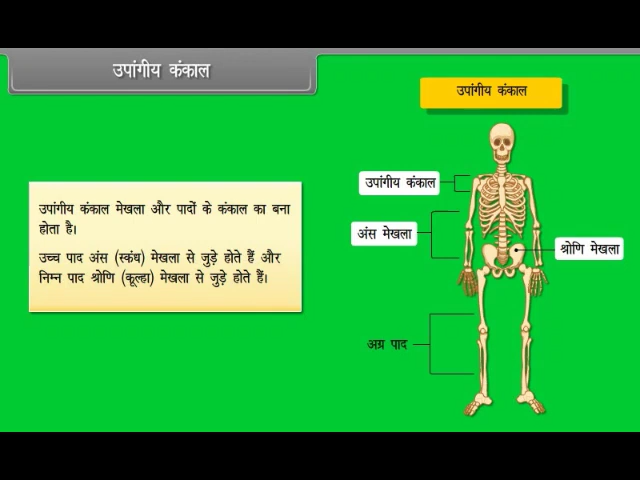 उपांगीय कंकाल
उपांगीय कंकाल
उपांगीय कंकाल मेखला और पादों के कंकाल का बना
होता है।
उच्च पाद अंस (स्कंध) मेखला से जुड़े होते हैं और
निम्न पाद श्रोणि (कूल्हा) मेखला से जुड़े होते हैं।
उपांगीय कंकाल
अंस मेखला
श्रोणि मेखला
अग्र पाद